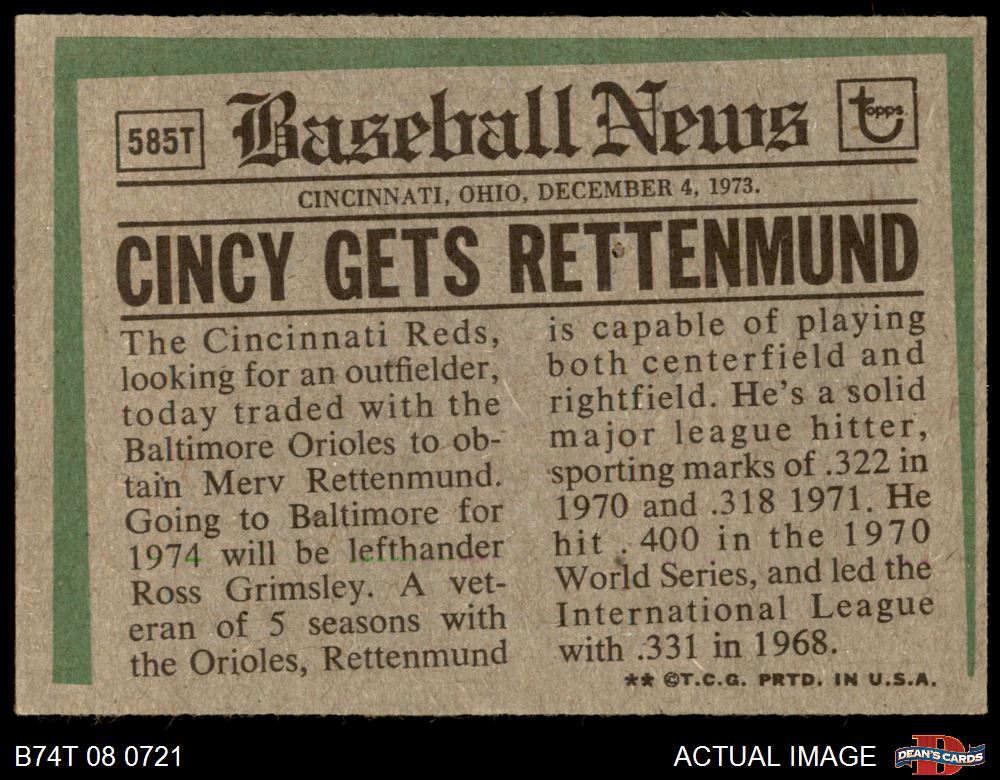 585T
Baseball News
topps
CINCINNATI, OHIO, DECEMBER 4, 1973.
CINCY GETS RETTENMUND
The Cincinnati Reds,
looking for an outfielder,
today traded with the
Baltimore Orioles to ob-
tain Merv Rettenmund.
Going to Baltimore for
1974 will be lefthander
Ross Grimsley. A vet-
eran of 5 seasons with
the Orioles, Rettenmund
is capable of playing
both centerfield and
rightfield. He's a solid
major league hitter,
sporting marks of .322 in
1970 and .318 1971. He
hit .400 in the 1970
World Series, and led the
International League
with .331 in 1968.
** ©T.C.G. PRTD. IN U.S.A.
B74T 08 0721
ACTUAL IMAGE
D
DEAN'S CARDS